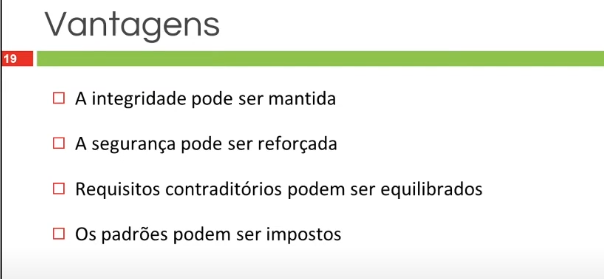 Vantagens
19
A integridade pode ser mantida
A segurança pode ser reforçada
Requisitos contraditórios podem ser equilibrados
Os padrões podem ser impostos